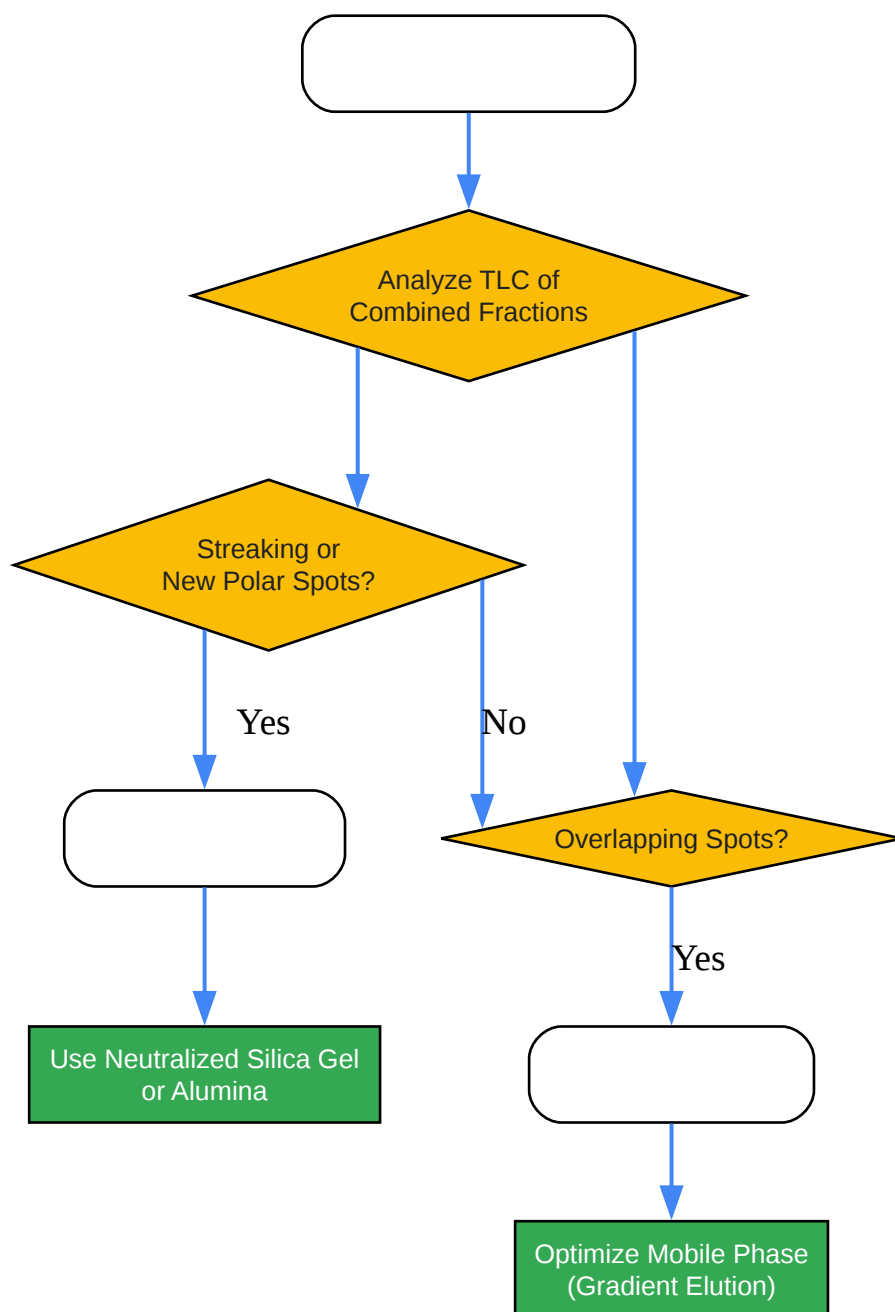 Analyze TLC of
Combined Fractions
Streaking or
New Polar Spots?
Yes
No
Overlapping Spots?
Yes
Use Neutralized Silica Gel
or Alumina
Optimize Mobile Phase
(Gradient Elution)